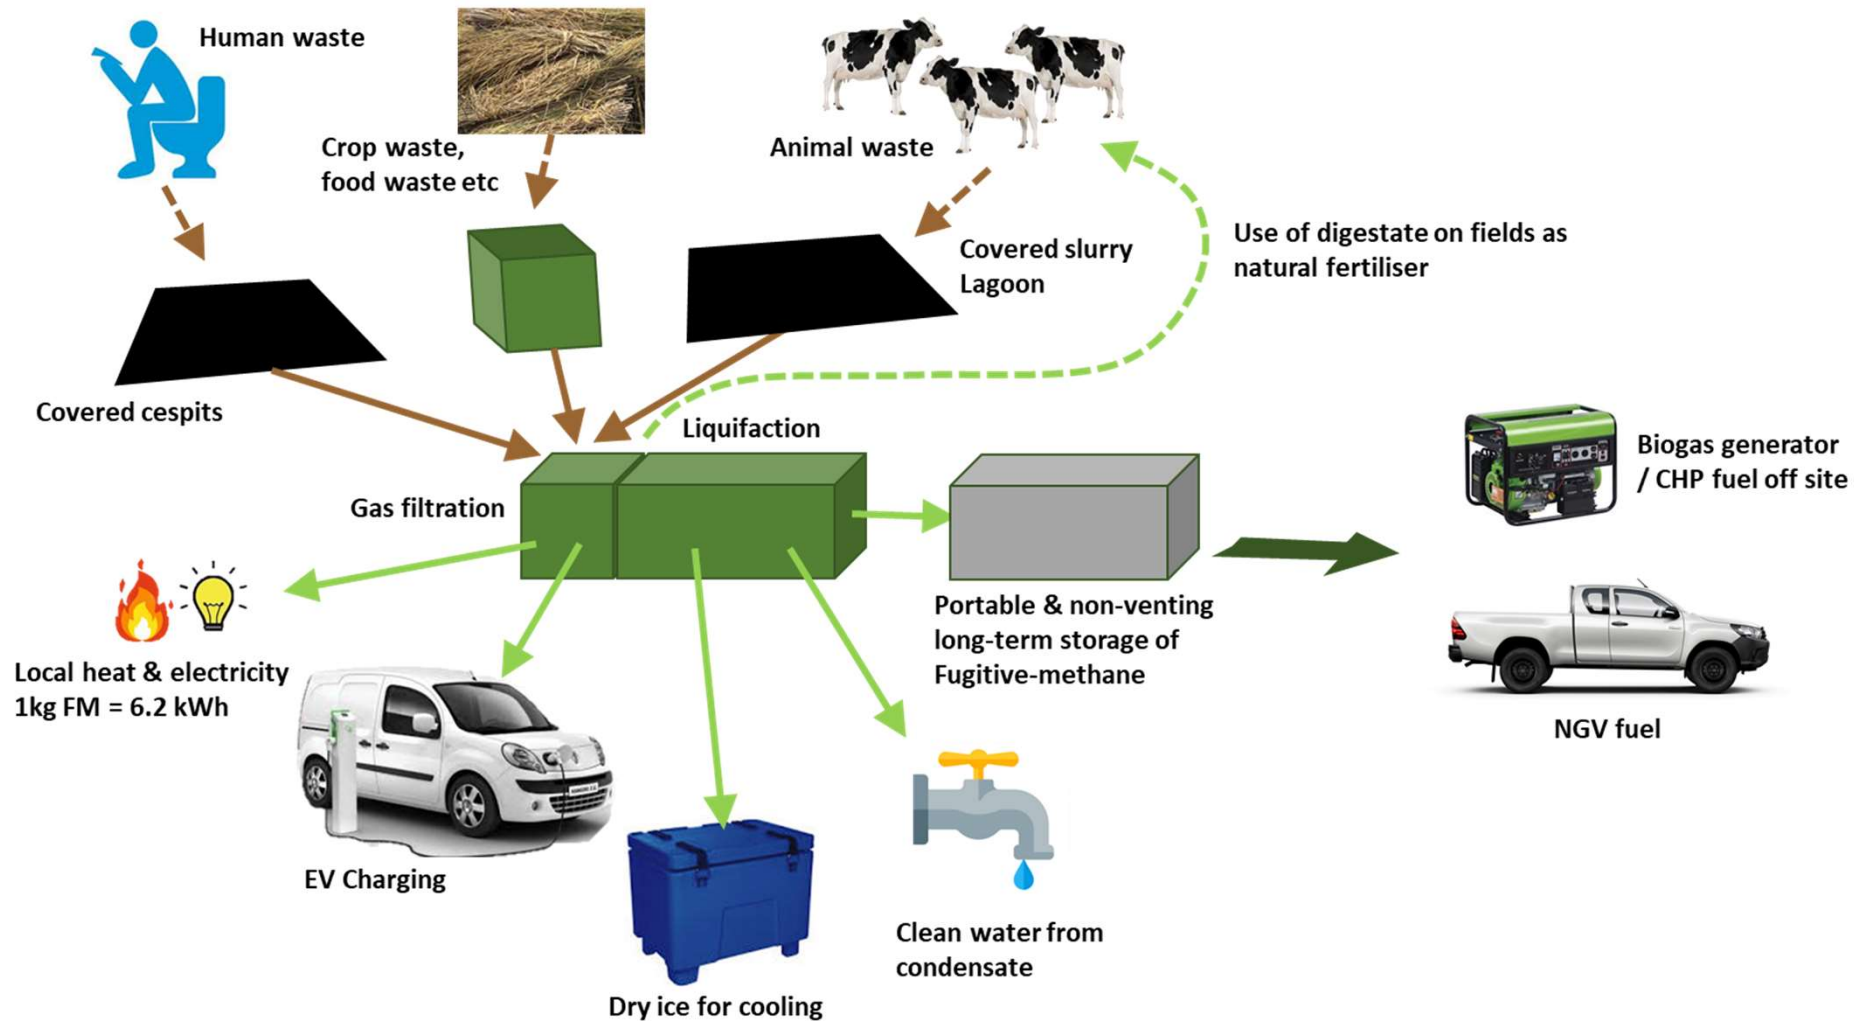 Human waste
Crop waste,
food waste etc
Animal waste
Covered slurry
Lagoon
Use of digestate on fields as
natural fertiliser
Covered cespits
Liquifaction
Gas filtration
Biogas generator
/ CHP fuel off site
Portable & non-venting
long-term storage of
Fugitive-methane
Local heat & electricity
1kg FM = 6.2 kWh
NGV fuel
EV Charging
Clean water from
condensate
Dry ice for cooling